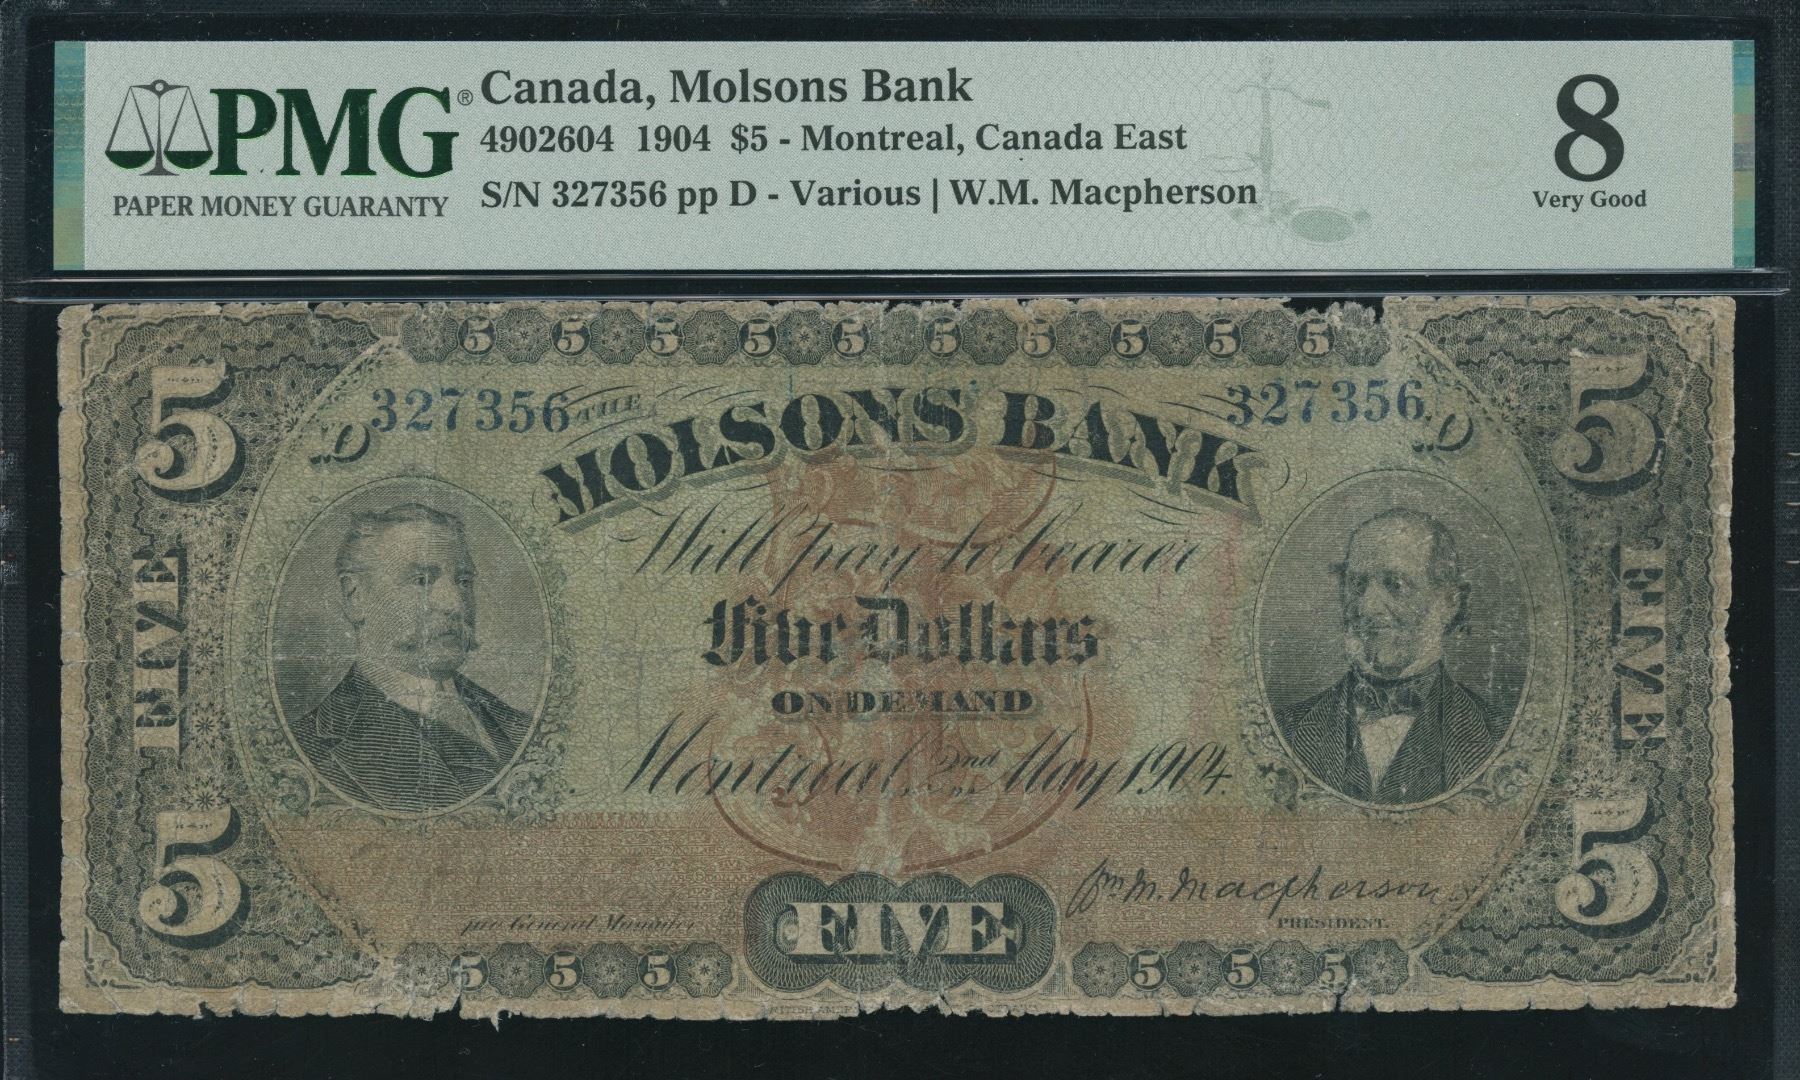 PMG®
PAPER MONEY GUARANTY
Canada, Molsons Bank
4902604 1904 $5 - Montreal, Canada East
S/N 327356 pp D - Various | W.M. Macpherson
8
Very Good
5 5 5 5 5 5 5 5 5 5
5 5
D 327356 327356 D
THE
MOLSONS BANK
Will pay to bearer
Five Dollars
ON DEMAND
Montreal, 2nd May 1904.
FIVE FIVE
5 5
Wm. M. Macpherson
pro General Manager
PRESIDENT.
FIVE
5 5 5 5 5 5